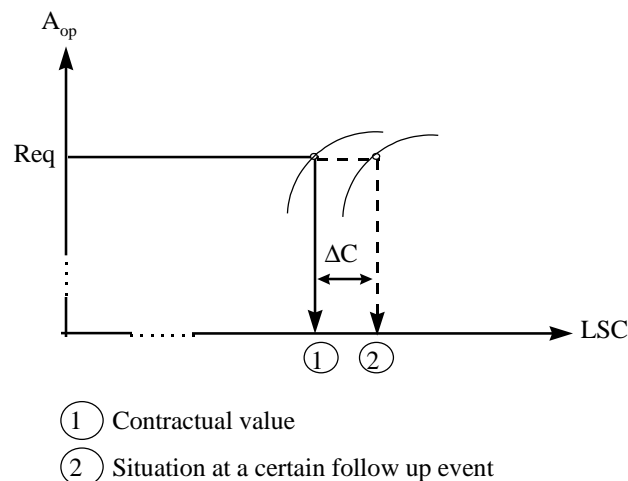 A_op
Req
ΔC
LSC
1 2
1 Contractual value
2 Situation at a certain follow up event